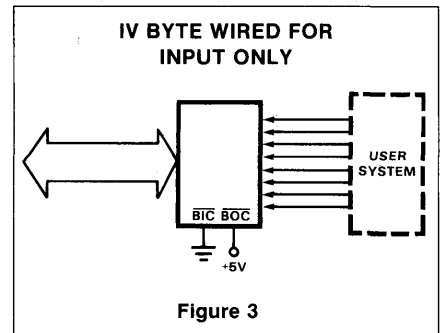 IV BYTE WIRED FOR
INPUT ONLY
USER
SYSTEM
BIC BOC
+5V
Figure 3